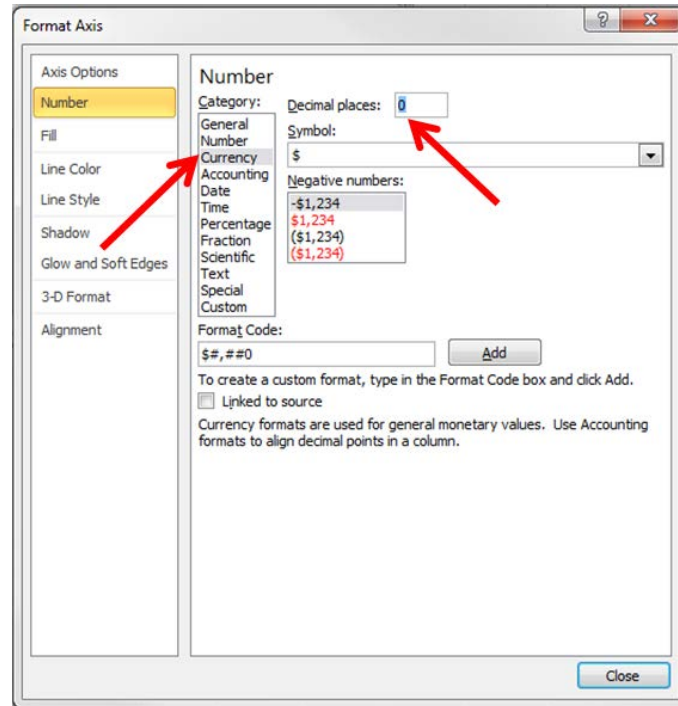 Format Axis
Axis Options
Number
Fill
Line Color
Line Style
Shadow
Glow and Soft Edges
3-D Format
Alignment
Number
Category:
General
Number
Currency
Accounting
Date
Time
Percentage
Fraction
Scientific
Text
Special
Custom
Decimal places: 0
Symbol:
$
Negative numbers:
-$1,234
$1,234
($1,234)
($1,234)
Format Code:
$#,##0
Add
To create a custom format, type in the Format Code box and click Add.
Linked to source
Currency formats are used for general monetary values. Use Accounting
formats to align decimal points in a column.
Close